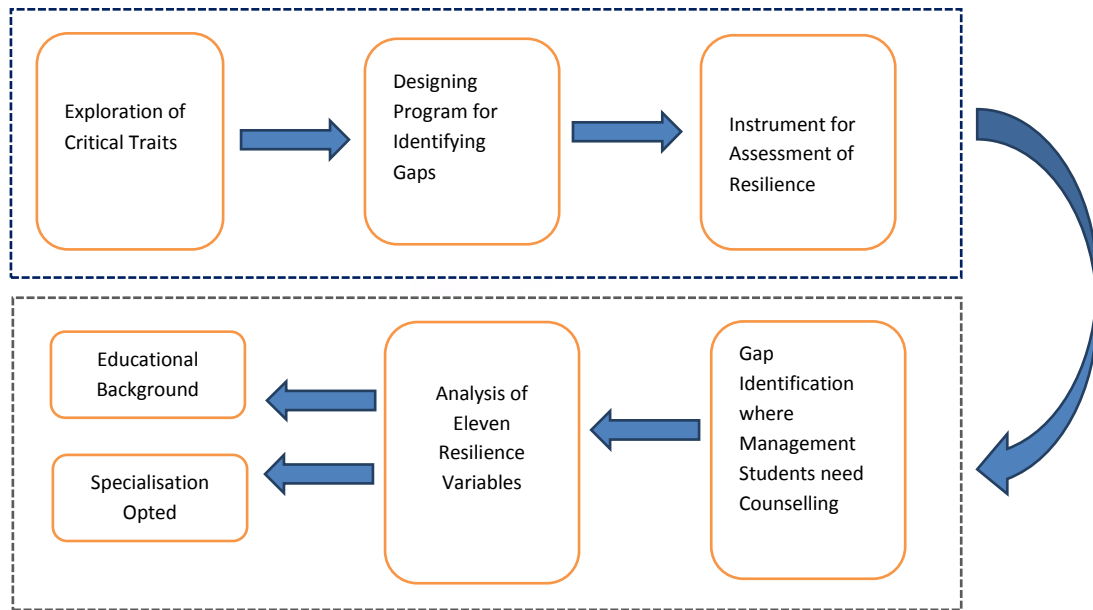 Exploration of
Critical Traits
Designing
Program for
Identifying
Gaps
Instrument for
Assessment of
Resilience
Gap
Identification
where
Management
Students need
Counselling
Analysis of
Eleven
Resilience
Variables
Educational
Background
Specialisation
Opted